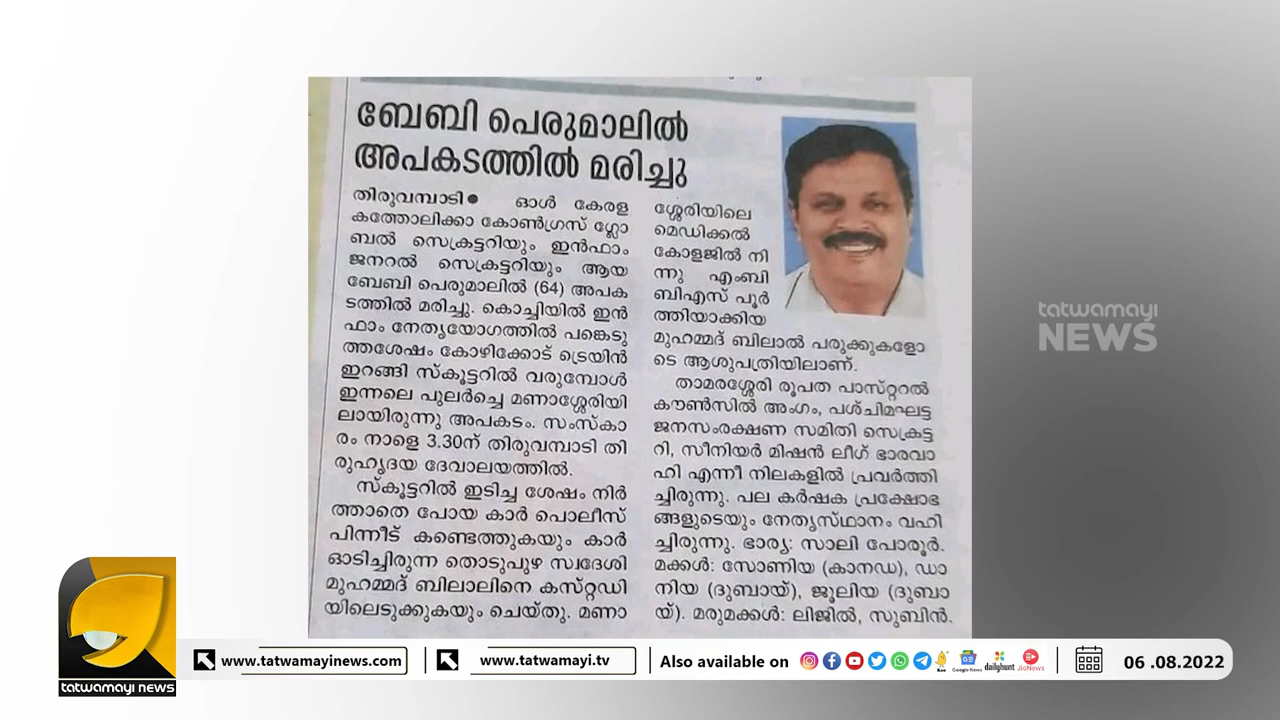 ബേബി പെരുമാലിൽ
അപകടത്തിൽ മരിച്ചു
തിരുവമ്പാടി● ഓൾ കേരള
കത്തോലിക്കാ കോൺഗ്രസ് ഗ്ലോ
ബൽ സെക്രട്ടറിയും ഇൻഫാം
ജനറൽ സെക്രട്ടറിയും ആയ
ബേബി പെരുമാലിൽ (64) അപക
ടത്തിൽ മരിച്ചു. കൊച്ചിയിൽ ഇൻ
ഫാം നേതൃയോഗത്തിൽ പങ്കെടു
ത്തശേഷം കോഴിക്കോട് ട്രെയിൻ
ഇറങ്ങി സ്കൂട്ടറിൽ വരുമ്പോൾ
ഇന്നലെ പുലർച്ചെ മണാശ്ശേരിയി
ലായിരുന്നു അപകടം. സംസ്കാ
രം നാളെ 3.30ന് തിരുവമ്പാടി തി
രുഹൃദയ ദേവാലയത്തിൽ.
സ്കൂട്ടറിൽ ഇടിച്ച ശേഷം നിർ
ത്താതെ പോയ കാർ പൊലീസ്
പിന്നീട് കണ്ടെത്തുകയും കാർ
ഓടിച്ചിരുന്ന തൊടുപുഴ സ്വദേശി
മുഹമ്മദ് ബിലാലിനെ കസ്റ്റഡി
യിലെടുക്കുകയും ചെയ്തു. മണാ
ശ്ശേരിയിലെ
മെഡിക്കൽ
കോളജിൽ നി
ന്നു എംബി
ബിഎസ് പൂർ
ത്തിയാക്കിയ
മുഹമ്മദ് ബിലാൽ പരുക്കുകളോ
ടെ ആശുപത്രിയിലാണ്.
താമരശ്ശേരി രൂപത പാസ്റ്ററൽ
കൗൺസിൽ അംഗം, പശ്ചിമഘട്ട
ജനസംരക്ഷണ സമിതി സെക്രട്ട
റി, സീനിയർ മിഷൻ ലീഗ് ഭാരവാ
ഹി എന്നീ നിലകളിൽ പ്രവർത്തി
ച്ചിരുന്നു. പല കർഷക പ്രക്ഷോഭ
ങ്ങളുടെയും നേതൃസ്ഥാനം വഹി
ച്ചിരുന്നു. ഭാര്യ: സാലി പോരൂർ.
മക്കൾ: സോണിയ (കാനഡ), ഡാ
നിയ (ദുബായ്), ജൂലിയ (ദുബാ
യ്). മരുമക്കൾ: ലിജിൽ, സുബിൻ.
tatwamayi
NEWS
tatwamayi news
www.tatwamayinews.com
www.tatwamayi.tv
Also available on
Koo
Google News
dailyhunt
JioNews
06 .08.2022